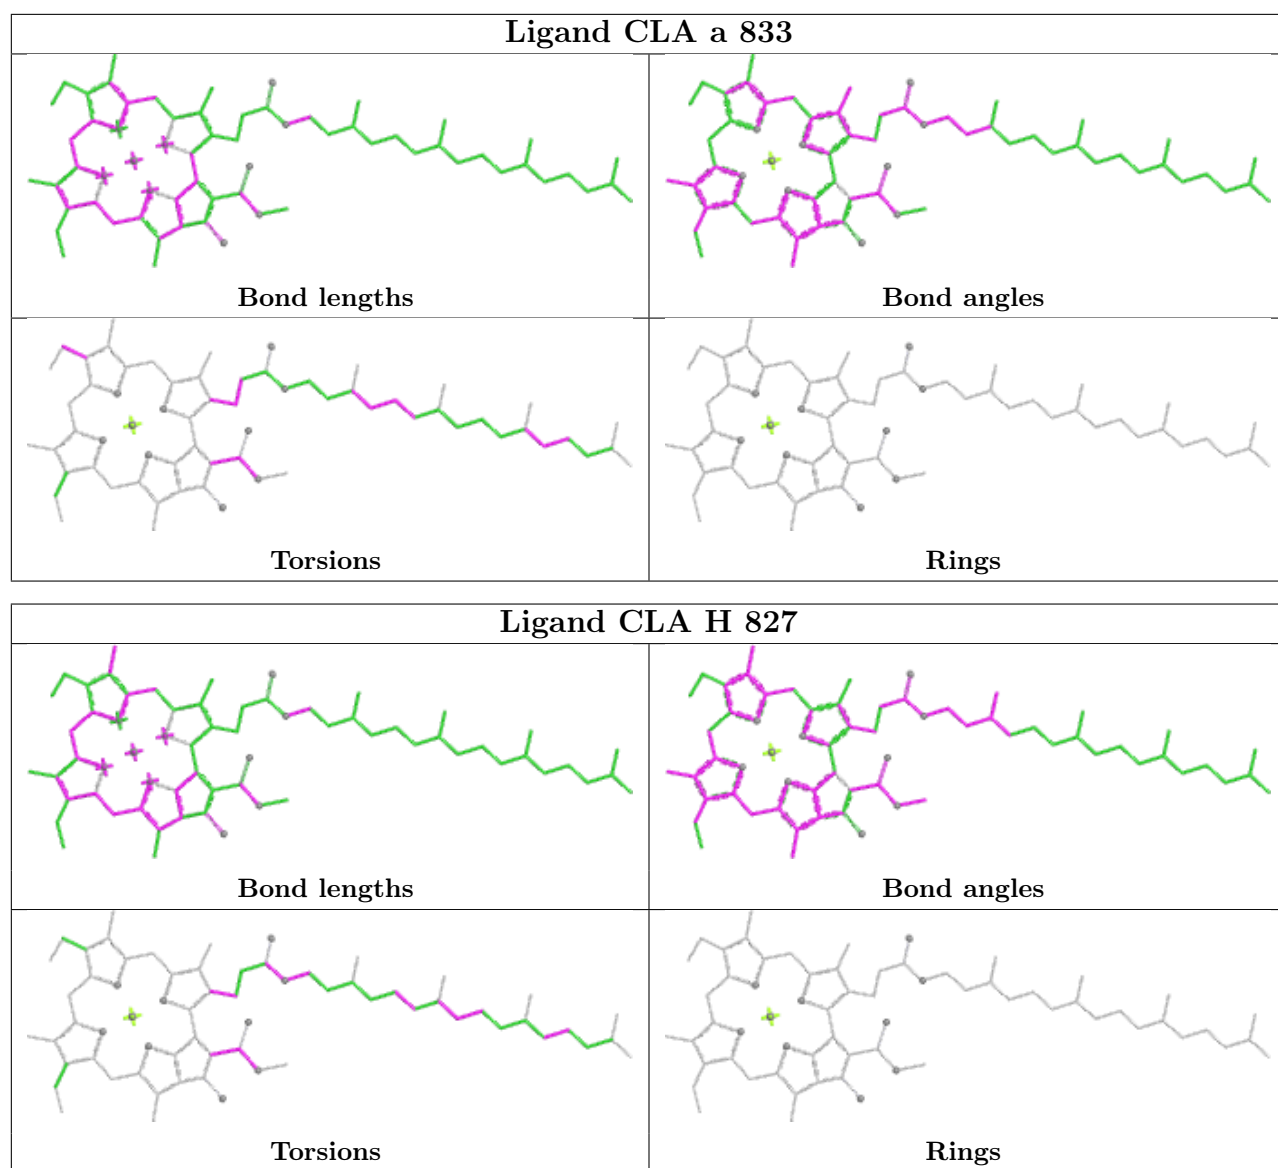 Ligand CLA a 833
Bond lengths
Bond angles
Torsions
Rings
Ligand CLA H 827
Bond lengths
Bond angles
Torsions
Rings